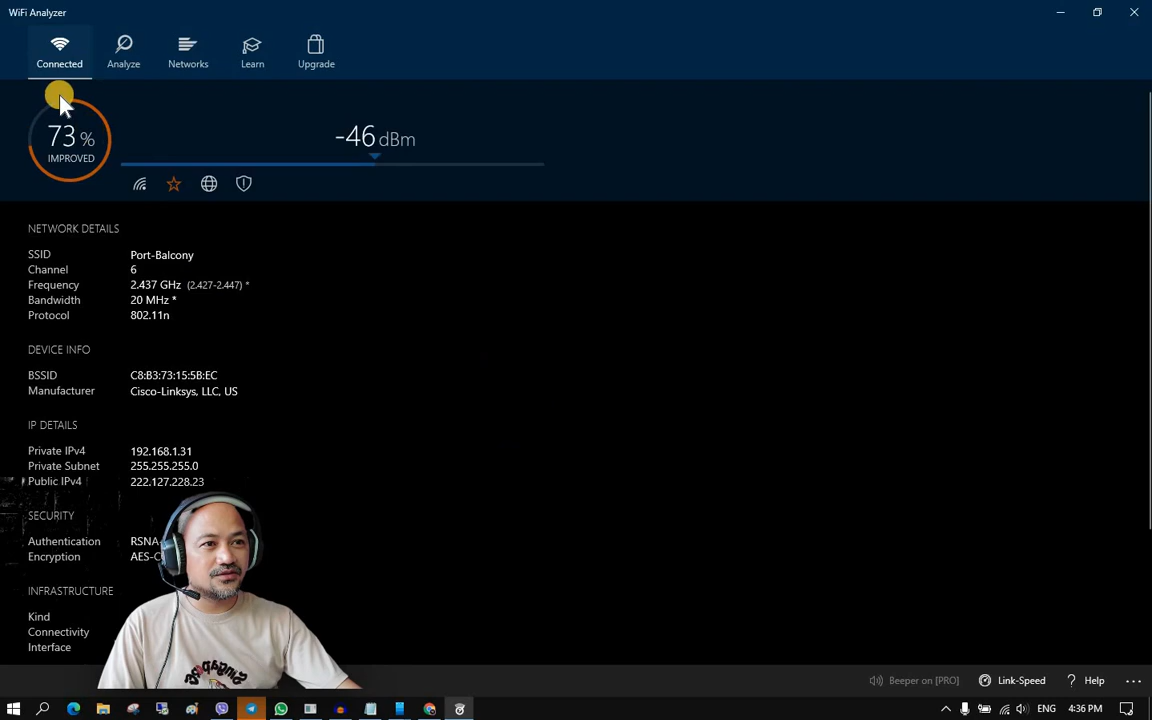 WiFi Analyzer
Connected Analyze Networks Learn Upgrade
73 %
IMPROVED
-46 dBm
NETWORK DETAILS
SSID Port-Balcony
Channel 6
Frequency 2.437 GHz (2.427-2.447) *
Bandwidth 20 MHz *
Protocol 802.11n
DEVICE INFO
BSSID C8:B3:73:15:5B:EC
Manufacturer Cisco-Linksys, LLC, US
IP DETAILS
Private IPv4 192.168.1.31
Private Subnet 255.255.255.0
Public IPv4 222.127.228.23
SECURITY
Authentication RSNA-
Encryption AES-C
INFRASTRUCTURE
Kind
Connectivity
Interface
Beeper on [PRO] Link-Speed ? Help ...
ENG 4:36 PM